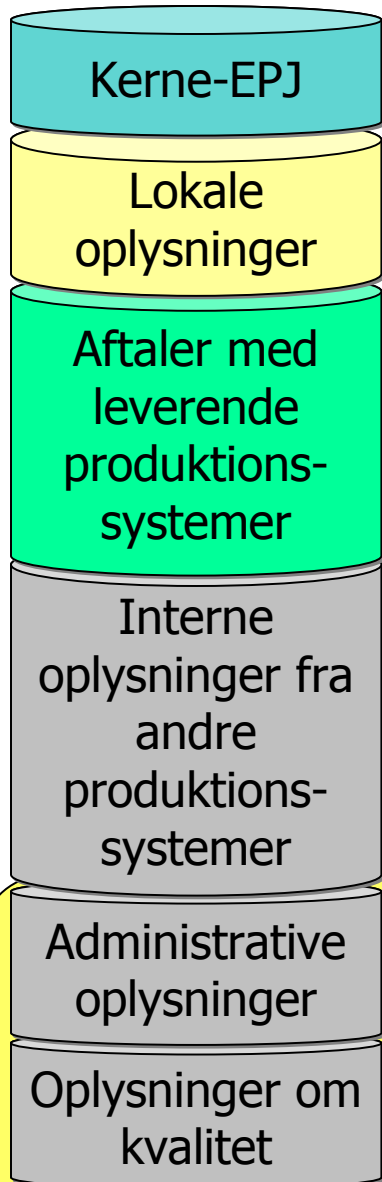 Kerne-EPJ
Lokale
oplysninger
Aftaler med
leverende
produktions-
systemer
Interne
oplysninger fra
andre
produktions-
systemer
Administrative
oplysninger
Oplysninger om
kvalitet